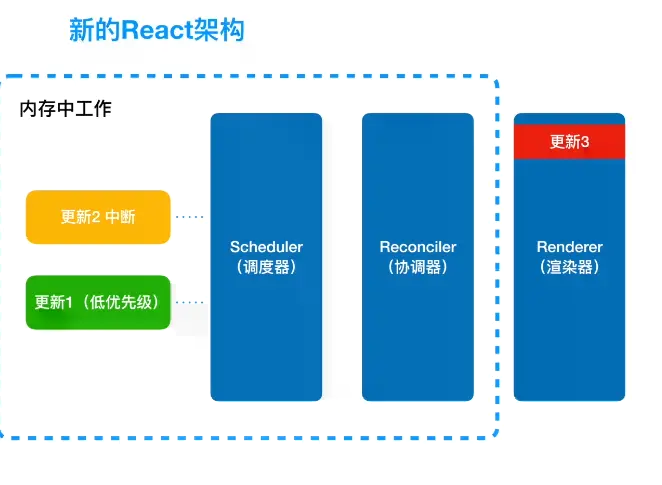 新的React架构
内存中工作
更新3
更新2 中断
更新1（低优先级）
Scheduler
（调度器）
Reconciler
（协调器）
Renderer
（渲染器）